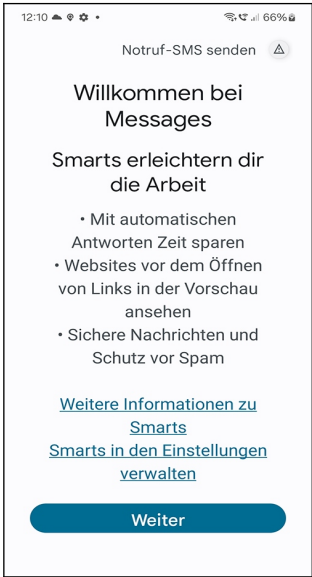 12:10
66%
Notruf-SMS senden
Willkommen bei
Messages
Smarts erleichtern dir
die Arbeit
• Mit automatischen
Antworten Zeit sparen
• Websites vor dem Öffnen
von Links in der Vorschau
ansehen
• Sichere Nachrichten und
Schutz vor Spam
Weitere Informationen zu
Smarts
Smarts in den Einstellungen
verwalten
Weiter